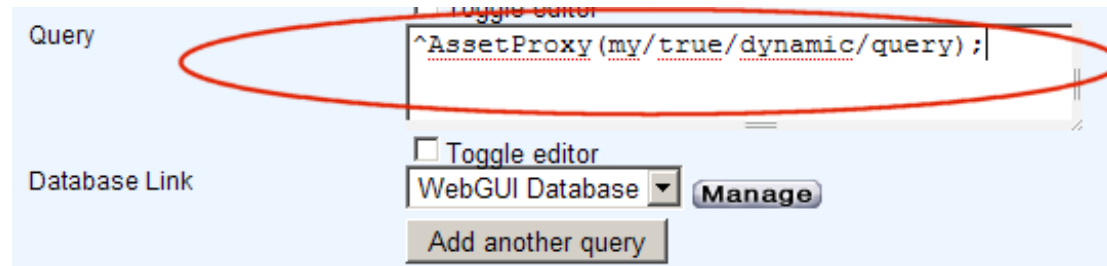 Toggle editor
Query
^AssetProxy(my/true/dynamic/query);
Toggle editor
Database Link
WebGUI Database
Manage
Add another query